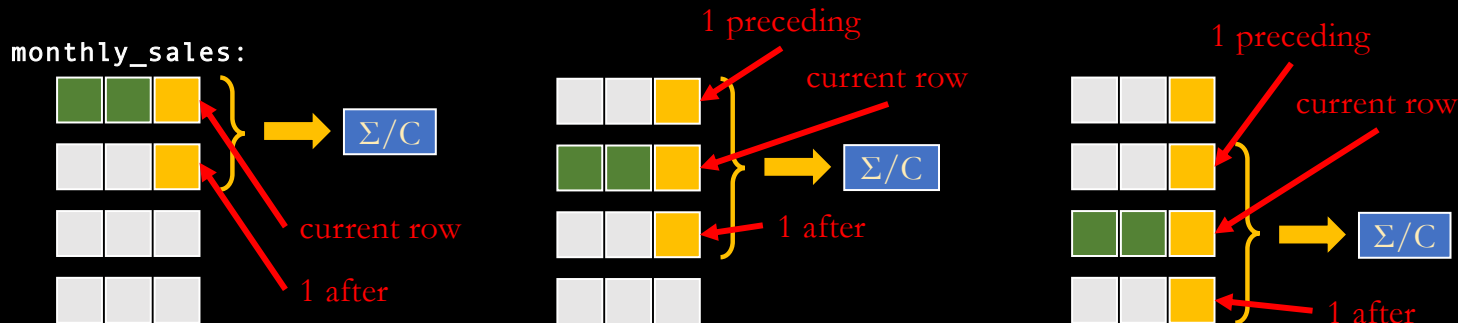 monthly_sales:
Σ/C
current row
1 after
1 preceding
current row
Σ/C
1 after
1 preceding
current row
Σ/C
1 after